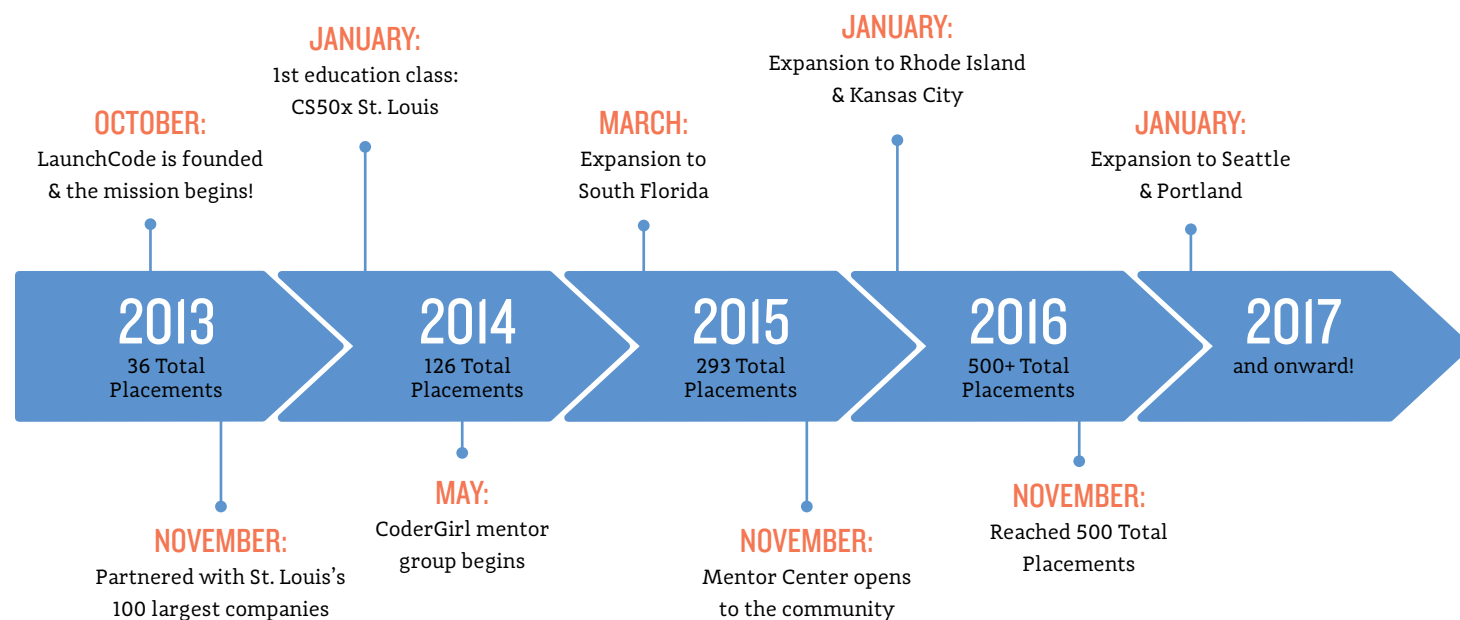 OCTOBER:
LaunchCode is founded
& the mission begins!
JANUARY:
1st education class:
CS50x St. Louis
MARCH:
Expansion to
South Florida
JANUARY:
Expansion to Rhode Island
& Kansas City
JANUARY:
Expansion to Seattle
& Portland
2013
36 Total
Placements
2014
126 Total
Placements
2015
293 Total
Placements
2016
500+ Total
Placements
2017
and onward!
NOVEMBER:
Partnered with St. Louis’s
100 largest companies
MAY:
CoderGirl mentor
group begins
NOVEMBER:
Mentor Center opens
to the community
NOVEMBER:
Reached 500 Total
Placements